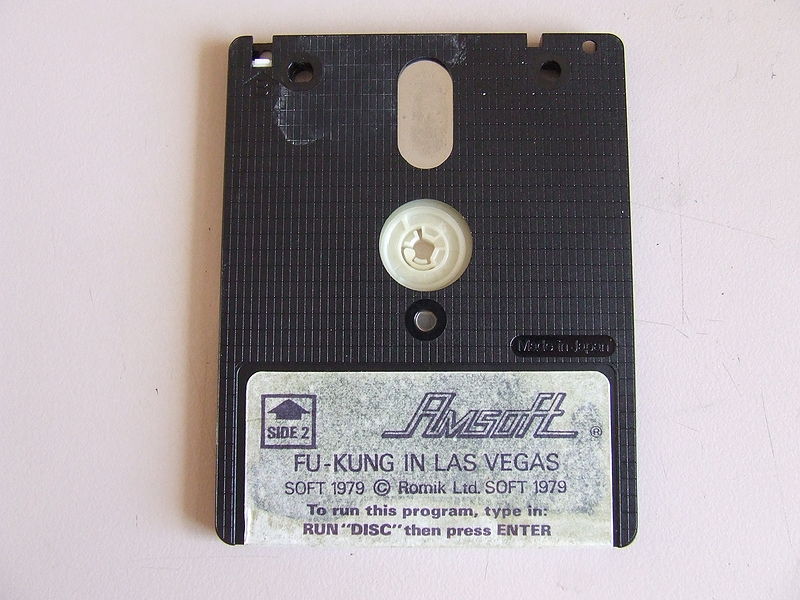 Made in Japan
SIDE 2
Amsoft ®
FU-KUNG IN LAS VEGAS
SOFT 1979 © Romik Ltd. SOFT 1979
To run this program, type in:
RUN "DISC" then press ENTER